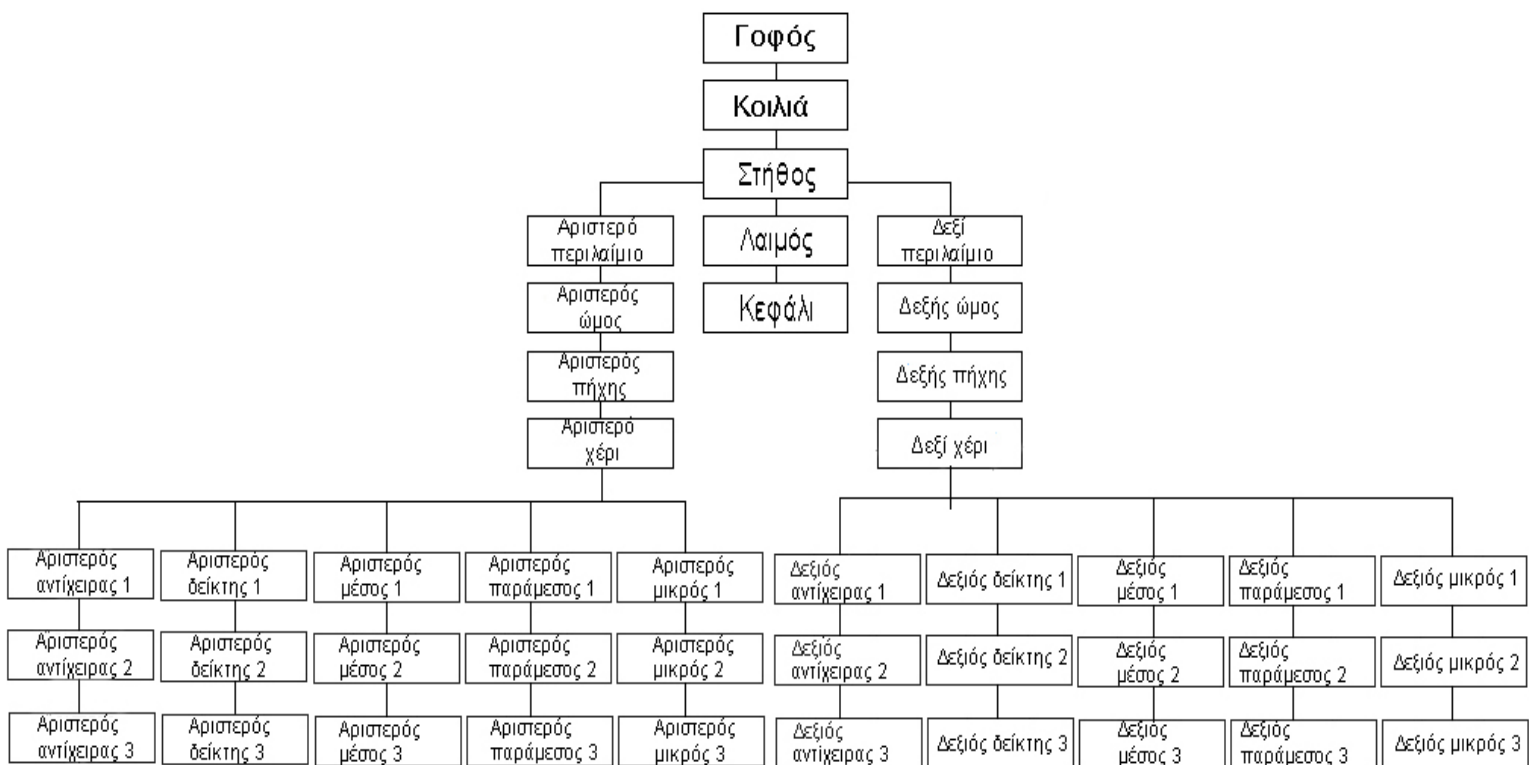 Γοφός
Κοιλιά
Στήθος
Αριστερό
περιλαίμιο
Λαιμός
Δεξί
περιλαίμιο
Αριστερός
ώμος
Κεφάλι
Δεξής ώμος
Αριστερός
πήχης
Δεξής πήχης
Αριστερό
χέρι
Δεξί χέρι
Αριστερός
αντίχειρας 1
Αριστερός
δείκτης 1
Αριστερός
μέσος 1
Αριστερός
παράμεσος 1
Αριστερός
μικρός 1
Δεξιός
αντίχειρας 1
Δεξιός δείκτης 1
Δεξιός
μέσος 1
Δεξιός
παράμεσος 1
Δεξιός μικρός 1
Αριστερός
αντίχειρας 2
Αριστερός
δείκτης 2
Αριστερός
μέσος 2
Αριστερός
παράμεσος 2
Αριστερός
μικρός 2
Δεξιός
αντίχειρας 2
Δεξιός δείκτης 2
Δεξιός
μέσος 2
Δεξιός
παράμεσος 2
Δεξιός μικρός 2
Αριστερός
αντίχειρας 3
Αριστερός
δείκτης 3
Αριστερός
μέσος 3
Αριστερός
παράμεσος 3
Αριστερός
μικρός 3
Δεξιός
αντίχειρας 3
Δεξιός δείκτης 3
Δεξιός
μέσος 3
Δεξιός
παράμεσος 3
Δεξιός μικρός 3